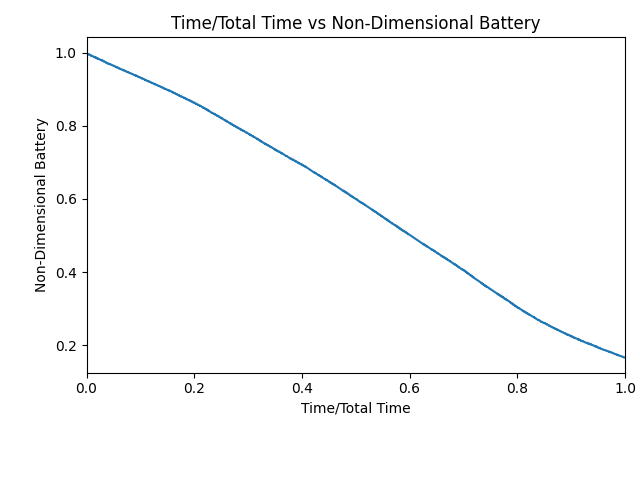 Time/Total Time vs Non-Dimensional Battery
Non-Dimensional Battery
1.0
0.8
0.6
0.4
0.2
0.0 0.2 0.4 0.6 0.8 1.0
Time/Total Time